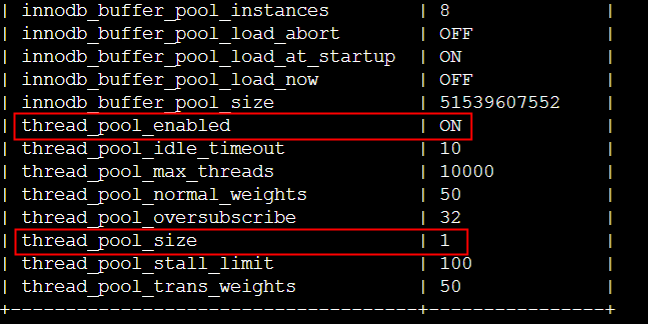 | innodb_buffer_pool_instances | 8 |
| innodb_buffer_pool_load_abort | OFF |
| innodb_buffer_pool_load_at_startup | ON |
| innodb_buffer_pool_load_now | OFF |
| innodb_buffer_pool_size | 51539607552 |
| thread_pool_enabled | ON |
| thread_pool_idle_timeout | 10 |
| thread_pool_max_threads | 10000 |
| thread_pool_normal_weights | 50 |
| thread_pool_oversubscribe | 32 |
| thread_pool_size | 1 |
| thread_pool_stall_limit | 100 |
| thread_pool_trans_weights | 50 |
+------------------------------------+----------------+